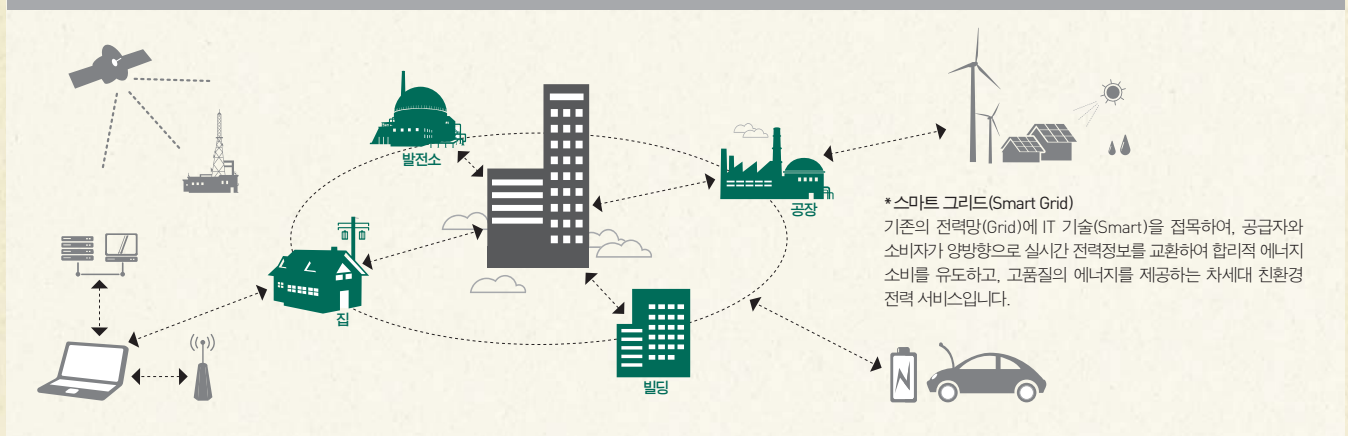 발전소
공장
집
빌딩
* 스마트 그리드(Smart Grid)
기존의 전력망(Grid)에 IT 기술(Smart)을 접목하여, 공급자와
소비자가 양방향으로 실시간 전력정보를 교환하여 합리적 에너지
소비를 유도하고, 고품질의 에너지를 제공하는 차세대 친환경
전력 서비스입니다.